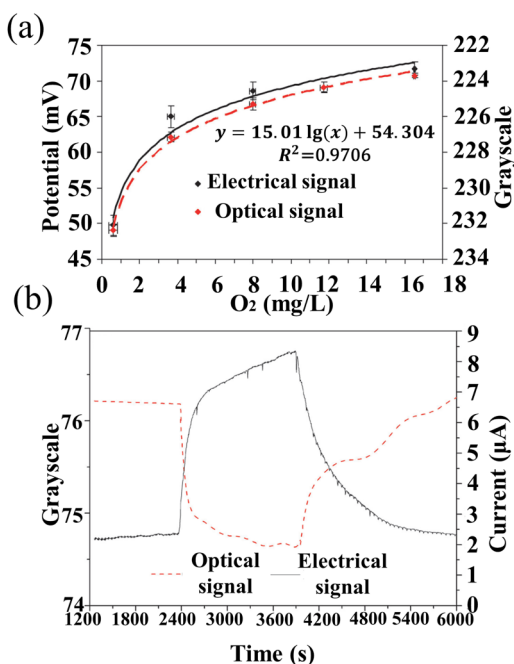 (a)
75
70
65
60
55
50
45
Potential (mV)
222
224
226
228
230
232
234
Grayscale
y = 15.01 lg(x) + 54.304
R²=0.9706
Electrical signal
Optical signal
0 2 4 6 8 10 12 14 16 18
O₂ (mg/L)
(b)
77
76
75
74
Grayscale
9
8
7
6
5
4
3
2
1
0
Current (μA)
Optical signal
Electrical signal
1200 1800 2400 3000 3600 4200 4800 5400 6000
Time (s)